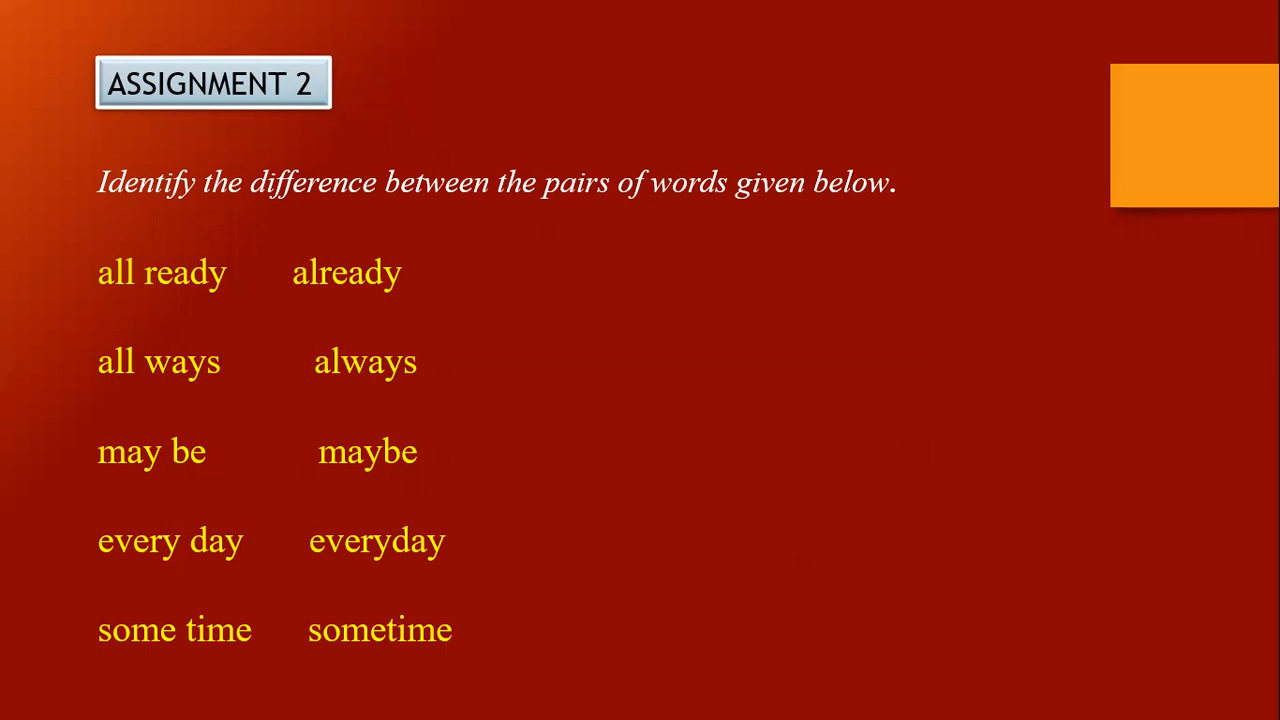 ASSIGNMENT 2
Identify the difference between the pairs of words given below.
all ready already
all ways always
may be maybe
every day everyday
some time sometime